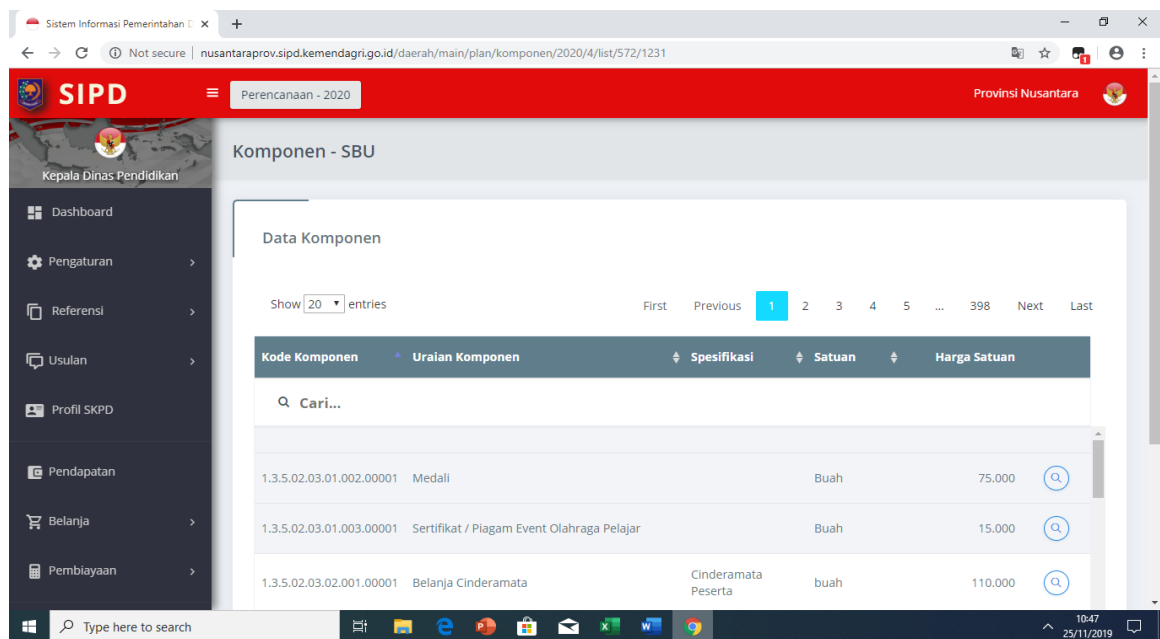 Sistem Informasi Pemerintahan D
Not secure | nusantaraprov.sipd.kemendagri.go.id/daerah/main/plan/komponen/2020/4/list/572/1231
1
SIPD
Perencanaan - 2020
Provinsi Nusantara
Kepala Dinas Pendidikan
Komponen - SBU
Dashboard
Pengaturan
Referensi
Usulan
Profil SKPD
Pendapatan
Belanja
Pembiayaan
Data Komponen
Show 20 entries
First Previous 1 2 3 4 5 ... 398 Next Last
Kode Komponen Uraian Komponen Spesifikasi Satuan Harga Satuan
Cari...
1.3.5.02.03.01.002.00001 Medali Buah 75.000
1.3.5.02.03.01.003.00001 Sertifikat / Piagam Event Olahraga Pelajar Buah 15.000
1.3.5.02.03.02.001.00001 Belanja Cinderamata Cinderamata Peserta buah 110.000
Type here to search
10:47
25/11/2019